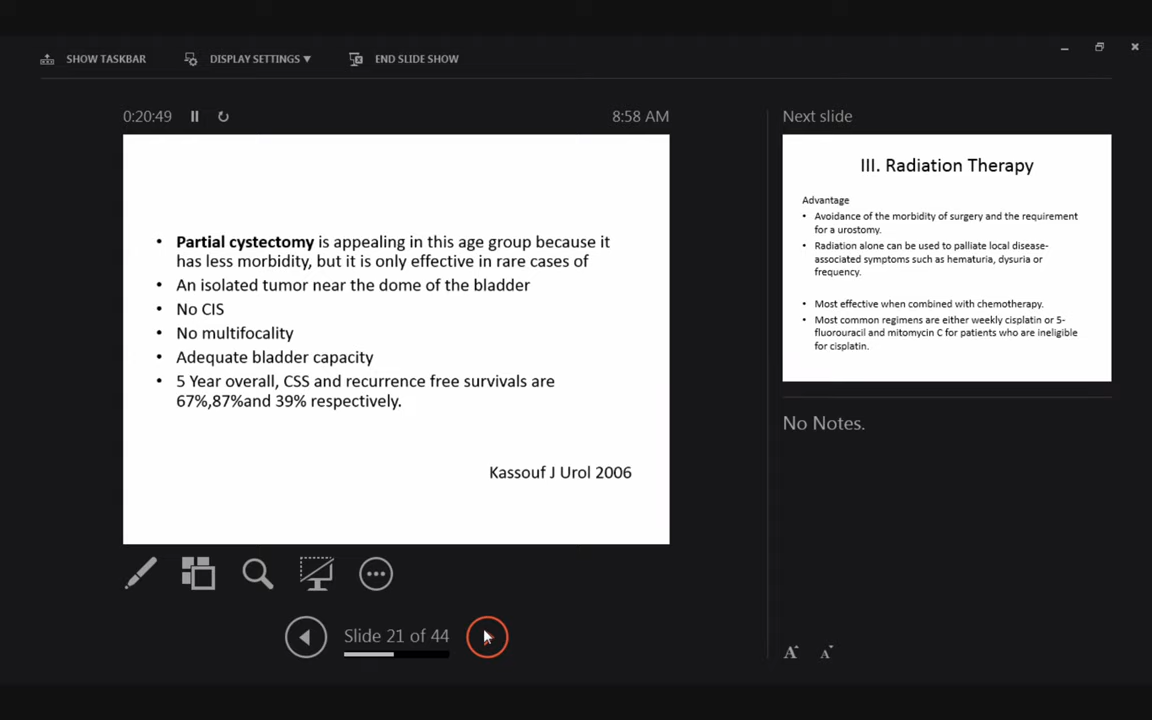 SHOW TASKBAR DISPLAY SETTINGS ▼ END SLIDE SHOW
0:20:49 8:58 AM
• Partial cystectomy is appealing in this age group because it
has less morbidity, but it is only effective in rare cases of
• An isolated tumor near the dome of the bladder
• No CIS
• No multifocality
• Adequate bladder capacity
• 5 Year overall, CSS and recurrence free survivals are
67%,87%and 39% respectively.
Kassouf J Urol 2006
Slide 21 of 44
Next slide
III. Radiation Therapy
Advantage
• Avoidance of the morbidity of surgery and the requirement
for a urostomy.
• Radiation alone can be used to palliate local disease-
associated symptoms such as hematuria, dysuria or
frequency.
• Most effective when combined with chemotherapy.
• Most common regimens are either weekly cisplatin or 5-
fluorouracil and mitomycin C for patients who are ineligible
for cisplatin.
No Notes.
A A